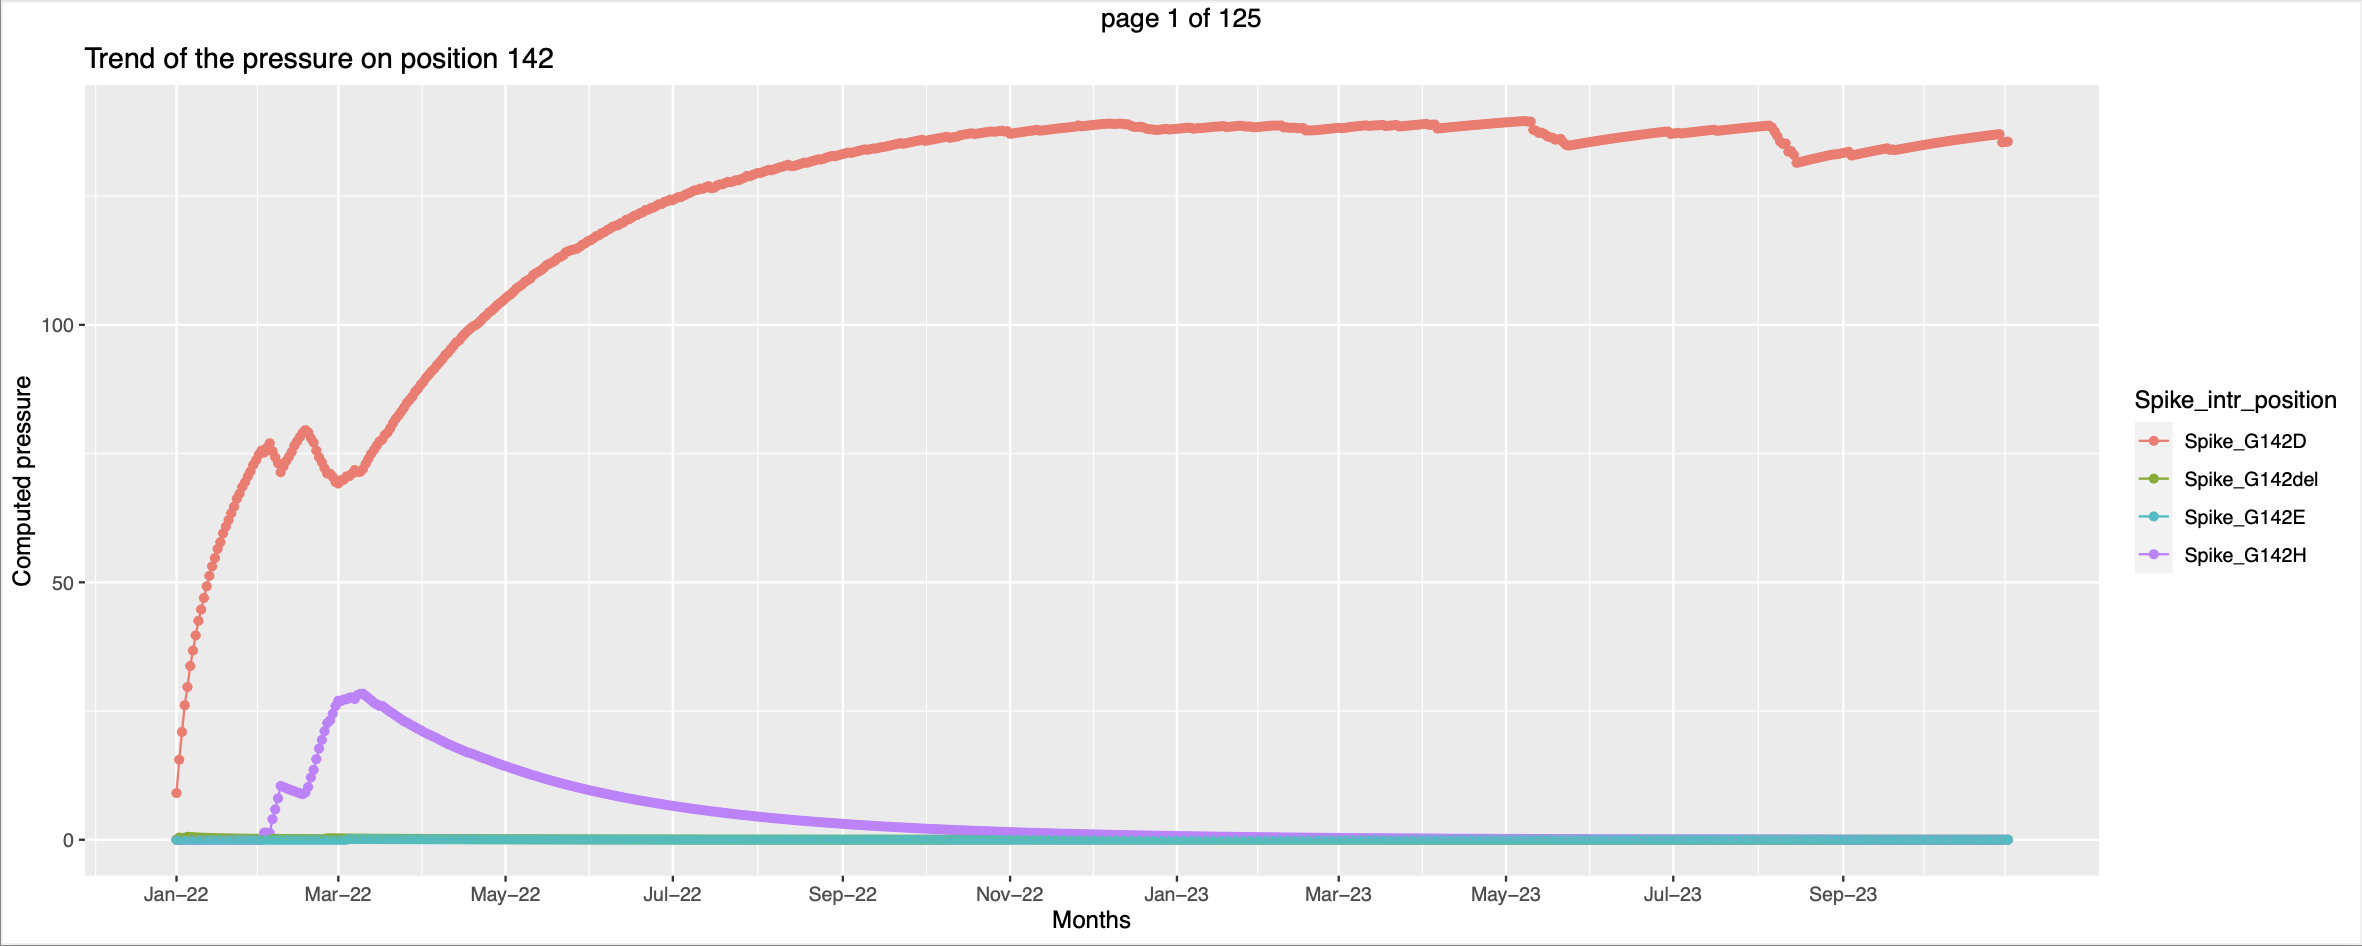 page 1 of 125
Trend of the pressure on position 142
Computed pressure
100
50
0
Jan−22 Mar−22 May−22 Jul−22 Sep−22 Nov−22 Jan−23 Mar−23 May−23 Jul−23 Sep−23
Months
Spike_intr_position
Spike_G142D
Spike_G142del
Spike_G142E
Spike_G142H